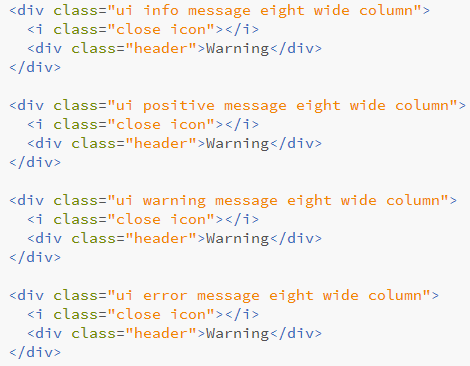 <div class="ui info message eight wide column">
  <i class="close icon"></i>
  <div class="header">Warning</div>
</div>

<div class="ui positive message eight wide column">
  <i class="close icon"></i>
  <div class="header">Warning</div>
</div>

<div class="ui warning message eight wide column">
  <i class="close icon"></i>
  <div class="header">Warning</div>
</div>

<div class="ui error message eight wide column">
  <i class="close icon"></i>
  <div class="header">Warning</div>
</div>